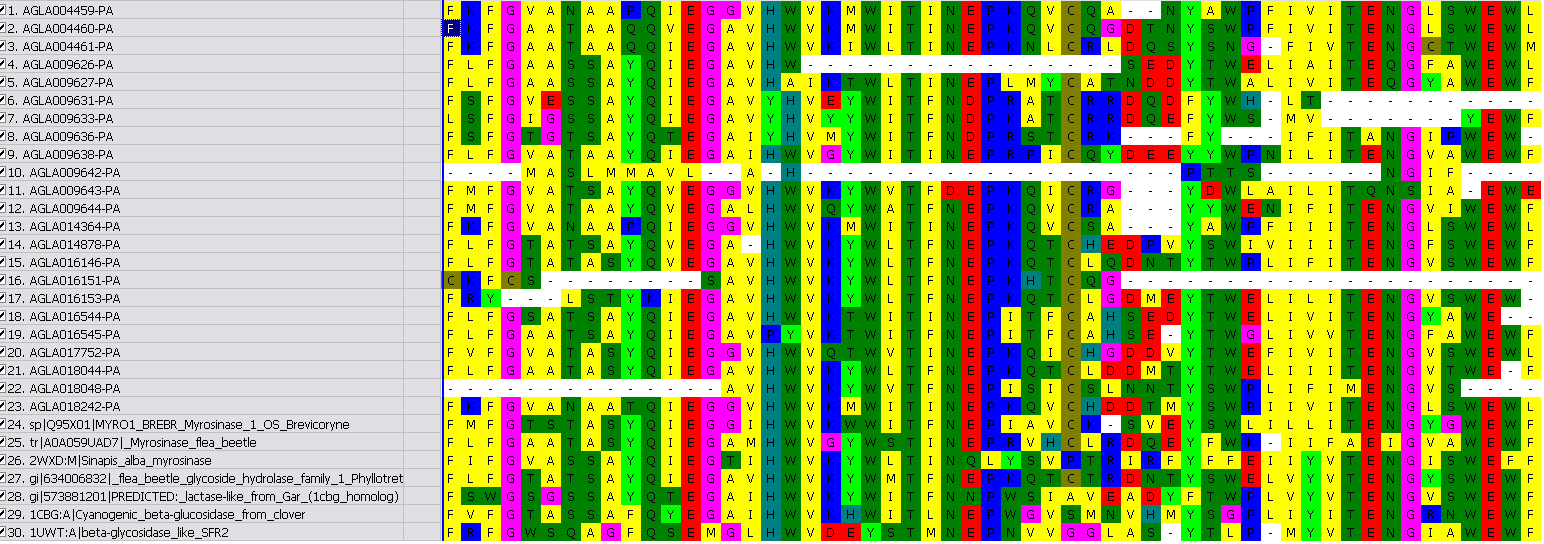 1. AGLA004459-PA F K F G V A N A A P Q I E G G V H W V K M W I T I N E P K Q V C Q A - - N Y A W P F I V I T E N G L S W E W L
2. AGLA004460-PA F K F G A A T A A Q Q V E G A V H W V K M W I T I N E P K Q V C Q G D T N Y S W P F I V I T E N G L S W E W L
3. AGLA004461-PA F K F G A A T A A Q Q I E G A V H W V K I W L T I N E P K N L C R L D Q S Y S N G - F I V T E N G C T W E W M
4. AGLA009626-PA F L F G A A S S A Y Q I E G A V H W - - - - - - - - - - - - - - - - S E D Y T W E L I A I T E Q G F A W E W L
5. AGLA009627-PA F L F G A A T S A Y Q I E G A V H A I K T W L T I N E P L M Y C A T N D D Y T W A L I V I T E Q G Y A W E W F
6. AGLA009631-PA F S F G V E S S A Y Q I E G A V Y H V E Y W I T F N D P R A T C R R D Q D F Y W H - L T - - - - - - - - - - -
7. AGLA009633-PA L S F G I G S S A Y Q I E G A V Y H V Y Y W I T F N D P K A T C R R D Q E F Y W S - M V - - - - - - - Y E W F
8. AGLA009636-PA F S F G T G T S A Y Q T E G A I Y H V M Y W I T F N D P R S T C R K - - - F Y - - - I F I T A N G I P W E W -
9. AGLA009638-PA F L F G V A T A A Y Q I E G A I H W V G Y W I T I N E P R P I C Q Y D E E Y Y W P N I L I T E N G V A W E W F
10. AGLA009642-PA - - - - M A S L M M A V L - - A - H - - - - - - - - - - - - - - - - - - - P T T S - - - - - - N G I F - - - -
11. AGLA009643-PA F M F G V A T S A Y Q V E G G V H W V K Y W V T F D E P K Q I C R G - - - Y D W L A I L I T Q N S I A - E W E
12. AGLA009644-PA F M F G V A T A A Y Q V E G A L H W V Q Y W A T F N E P K Q V C R A - - - Y Y W E N I F I T E N G V I W E W F
13. AGLA014364-PA F K F G V A N A A P Q I E G G V H W V K M W I T I N E P K Q V C S A - - - Y A W P F I I I T E N G L S W E W F
14. AGLA014878-PA F L F G T A T S A Y Q V E G A - H W V K Y W L T F N E P K Q T C H E D P V Y S W I V I I I T E N G F S W E W F
15. AGLA016146-PA F L F G T A T A S Y Q V E G A V H W V K Y W L T F N E P K Q T C L Q D N T Y T W P L I F I T E N G V S W E W F
16. AGLA016151-PA C K F C S - - - - - - - - S A V H W V K Y W L T F N E P K H T C Q G - - - - - - - - - - - - - - - - - - - - -
17. AGLA016153-PA F R Y - - - L S T Y K I E G A V H W V K Y W L T F N E P K Q T C L G D M E Y T W E L I L I T E N G V S W E W -
18. AGLA016544-PA F L F G S A T S A Y Q I E G A V H W V K T W I T I N E P I T F C A H S E D Y T W E L I I I T E N G Y A W E - -
19. AGLA016545-PA F L F G A A T S A Y Q I E G A V P Y V K T W I T F N E P I T F C A H S E - Y T W G I I V V T E N G F A W E W F
20. AGLA017752-PA F V F G V A T A S Y Q I E G G V H W V Q T W V T I N E P K Q I C H G D D V Y T W E F I V I T E N G V S W E W L
21. AGLA018044-PA F L F G A A T A S Y Q I E G A V H W V K Y W L T F N E P K Q T C L D D M T Y T W E L I I I T E N G V T W E - F
22. AGLA018048-PA - - - - - - - - - - - - - - A V H W V K Y W V T F N E P I S I C S L N N T Y S W P L I I F M E N G V S - - - -
23. AGLA018242-PA F K F G V A N A A T Q I E G G V H W V K M W I T I N E P K Q V C H D D T M Y S W P F I V I T E N G L S W E W L
24. sp|Q95X01|MYRO1_BREBR_Myrosinase_1_OS_Brevicoryne F M F G T S T A S Y Q I E G G I H W V K Y W I T F N E P I A V C K - S V E Y S W L L I L I T E N G Y G W E W F
25. tr|A0A059UAD7|_Myrosinase_flea_beetle F L F G A A T S A Y Q I E G A M H W V G Y W S T I N E P R V H C L R D Q E Y F W K - I I F A E I G V A W E W F
26. 2WXD:M|Sinapis_alba_myrosinase F I F G V A S S A Y Q I E G T I H W V K Y W L T I N Q L Y S V P T R I R F Y F E I I Y V I T E N G I S W E F F
27. gi|634006832|_flea_beetle_glycoside_hydrolase_family_1_Phyllotret F L F G T A T A S Y Q V E G A V H W V K Y M I T F N E P K Q T C T R D N T Y S W P L V Y V T E N G V S W E W F
28. gi|573881201|PREDICTED:_lactase-like_from_Gar_(1cbg_homolog) F S W G S G S S A Y Q T E G A I H W V K Y W I T F N N P W S I A V E A D Y F T W P L I Y V T E N G V S W E W F
29. 1CBG:A|Cyanogenic_beta-glucosidase_from_clover F V F G T A S S A F Q Y E G A I H W V K H W I T L N E P W G V S M N V H M Y S G P L I Y I T E N G R N W E W F
30. 1UWT:A|beta-glycosidase_like_SFR2 F R F G W S Q A G F Q S E M G L H W V D E Y S T M N E P N V V G G L A S - Y T L P - M Y V T E N G V A W E W L